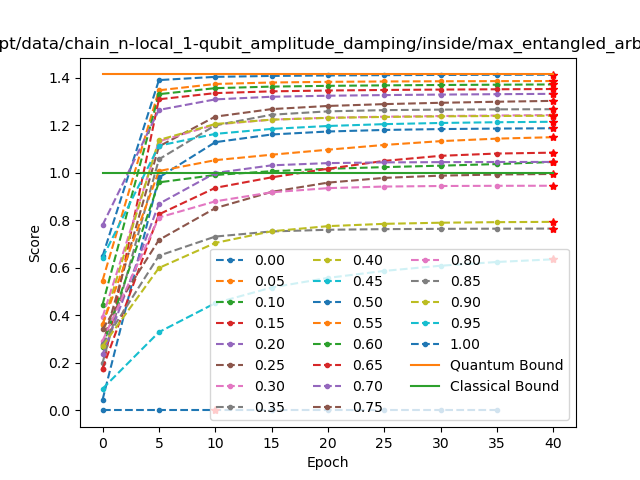 pt/data/chain_n-local_1-qubit_amplitude_damping/inside/max_entangled_arb
Score
1.4
1.2
1.0
0.8
0.6
0.4
0.2
0.0
0.00 0.40 0.80
0.05 0.45 0.85
0.10 0.50 0.90
0.15 0.55 0.95
0.20 0.60 1.00
0.25 0.65 Quantum Bound
0.30 0.70 Classical Bound
0.35 0.75
0 5 10 15 20 25 30 35 40
Epoch